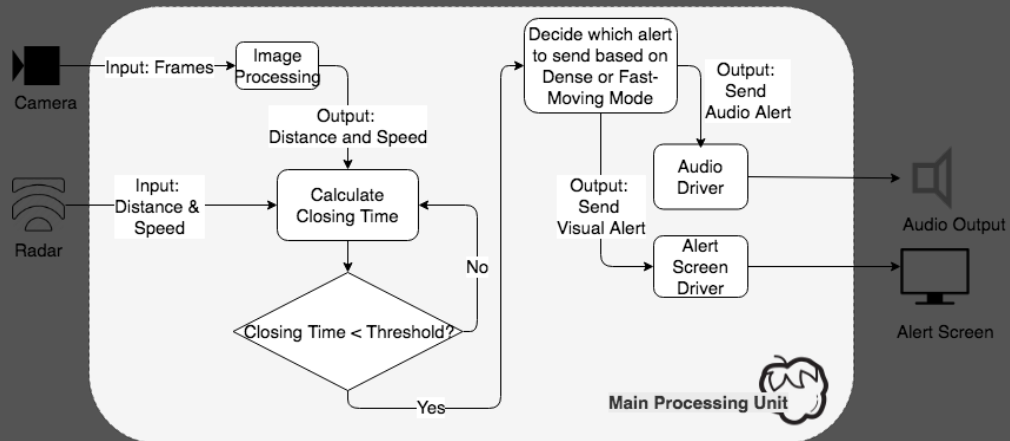 Camera
Radar
Input: Frames
Image
Processing
Output:
Distance and Speed
Input:
Distance &
Speed
Calculate
Closing Time
No
Closing Time < Threshold?
Yes
Decide which alert
to send based on
Dense or Fast-
Moving Mode
Output:
Send
Audio Alert
Output:
Send
Visual Alert
Audio
Driver
Alert
Screen
Driver
Audio Output
Alert Screen
Main Processing Unit